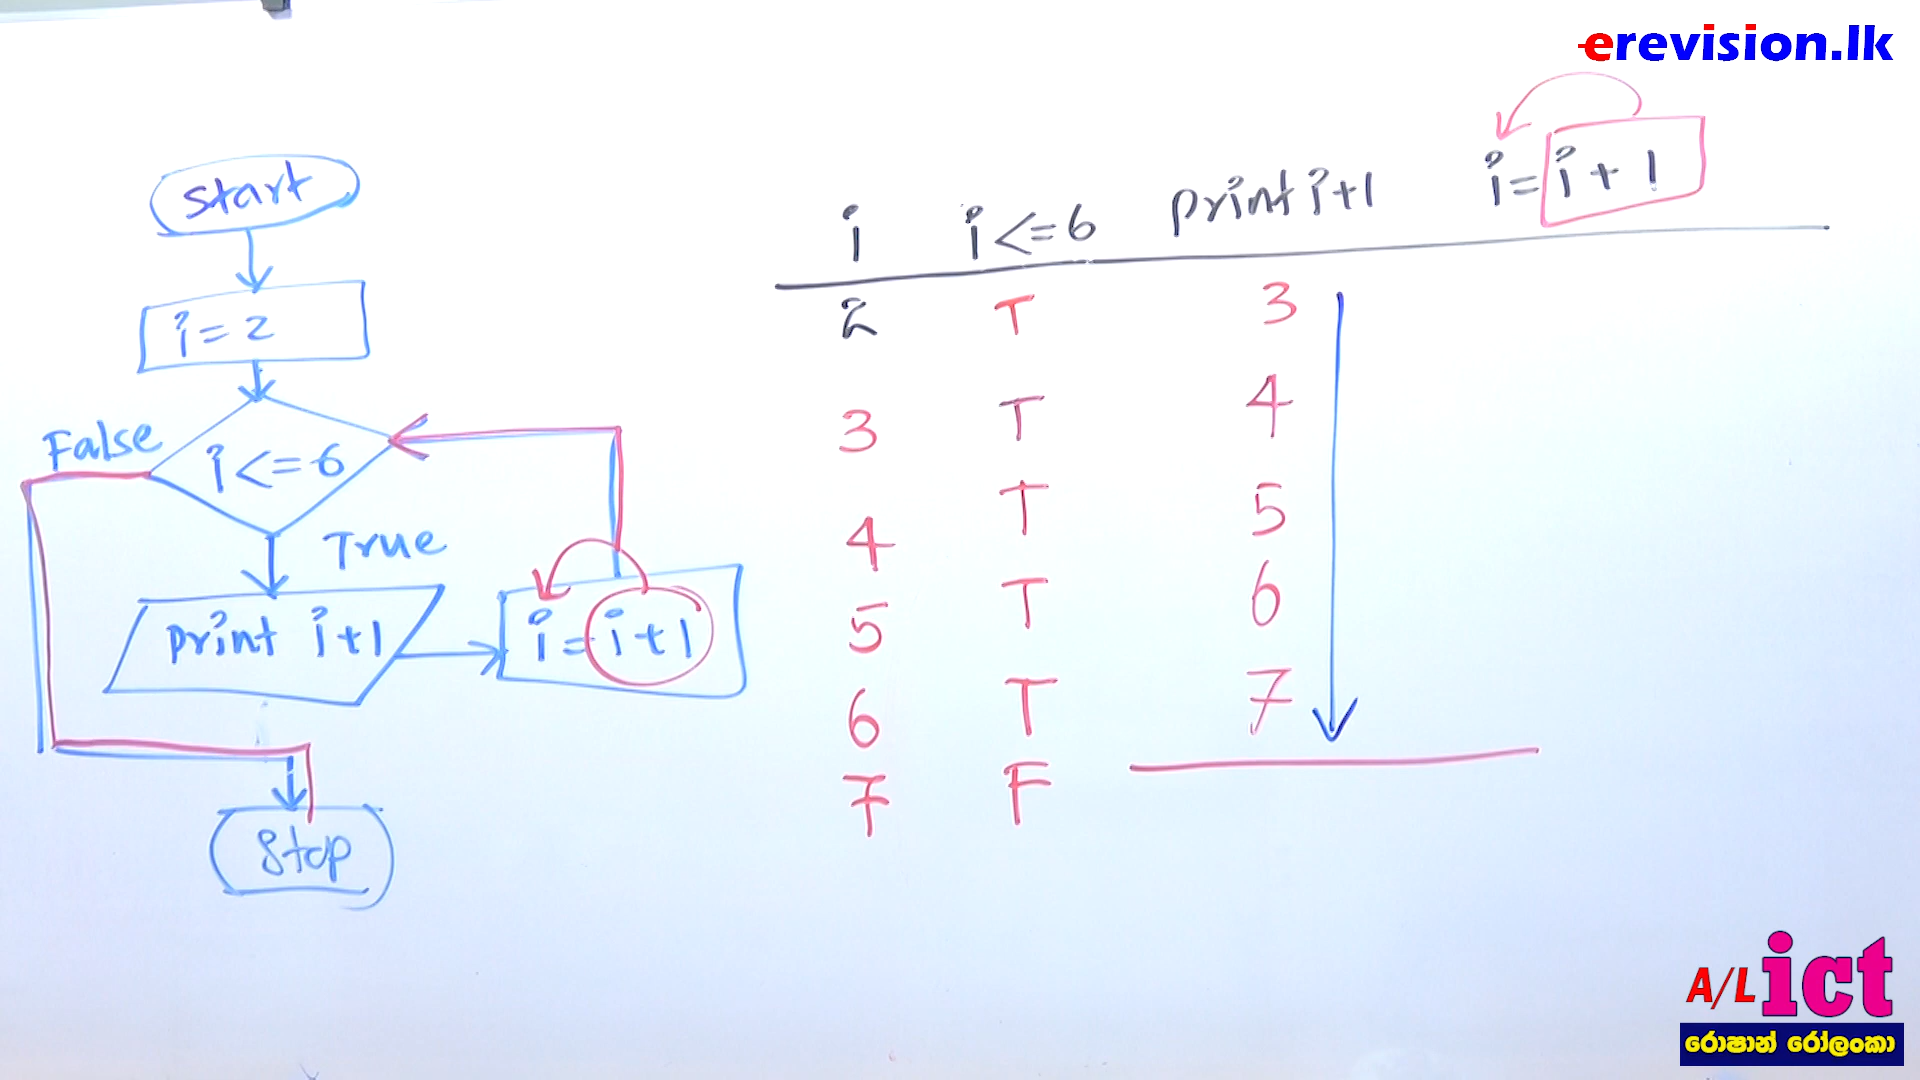 erevision.lk
start
i = 2
False
i <= 6
True
print i+1
i = i+1
stop
i i <= 6 print i+1 i = i + 1
2 T 3
3 T 4
4 T 5
5 T 6
6 T 7
7 F
A/L ict
රොෂාන් රෝලංකා